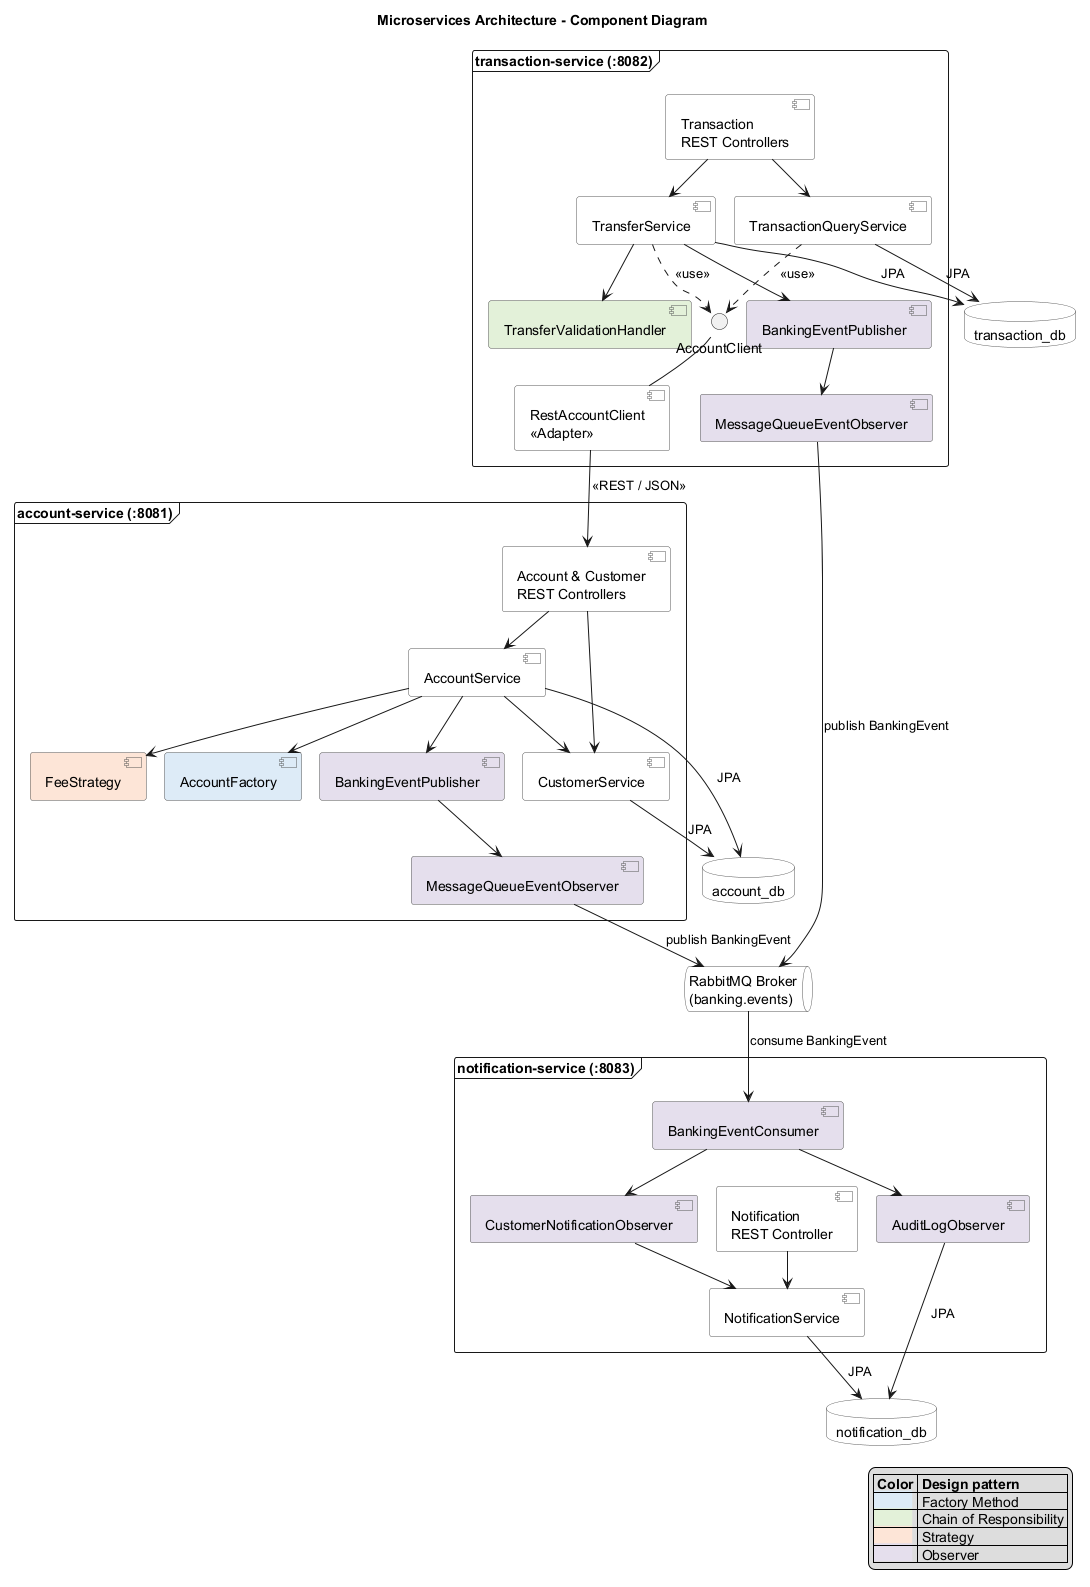 Microservices Architecture - Component Diagram
transaction-service (:8082)
Transaction
REST Controllers
TransferService
TransactionQueryService
«use»
«use»
JPA
JPA
TransferValidationHandler
AccountClient
BankingEventPublisher
transaction_db
RestAccountClient
«Adapter»
MessageQueueEventObserver
«REST / JSON»
account-service (:8081)
Account & Customer
REST Controllers
AccountService
publish BankingEvent
FeeStrategy
AccountFactory
BankingEventPublisher
CustomerService
JPA
JPA
MessageQueueEventObserver
account_db
publish BankingEvent
RabbitMQ Broker
(banking.events)
consume BankingEvent
notification-service (:8083)
BankingEventConsumer
CustomerNotificationObserver
Notification
REST Controller
AuditLogObserver
NotificationService
JPA
JPA
notification_db
Color Design pattern
Factory Method
Chain of Responsibility
Strategy
Observer